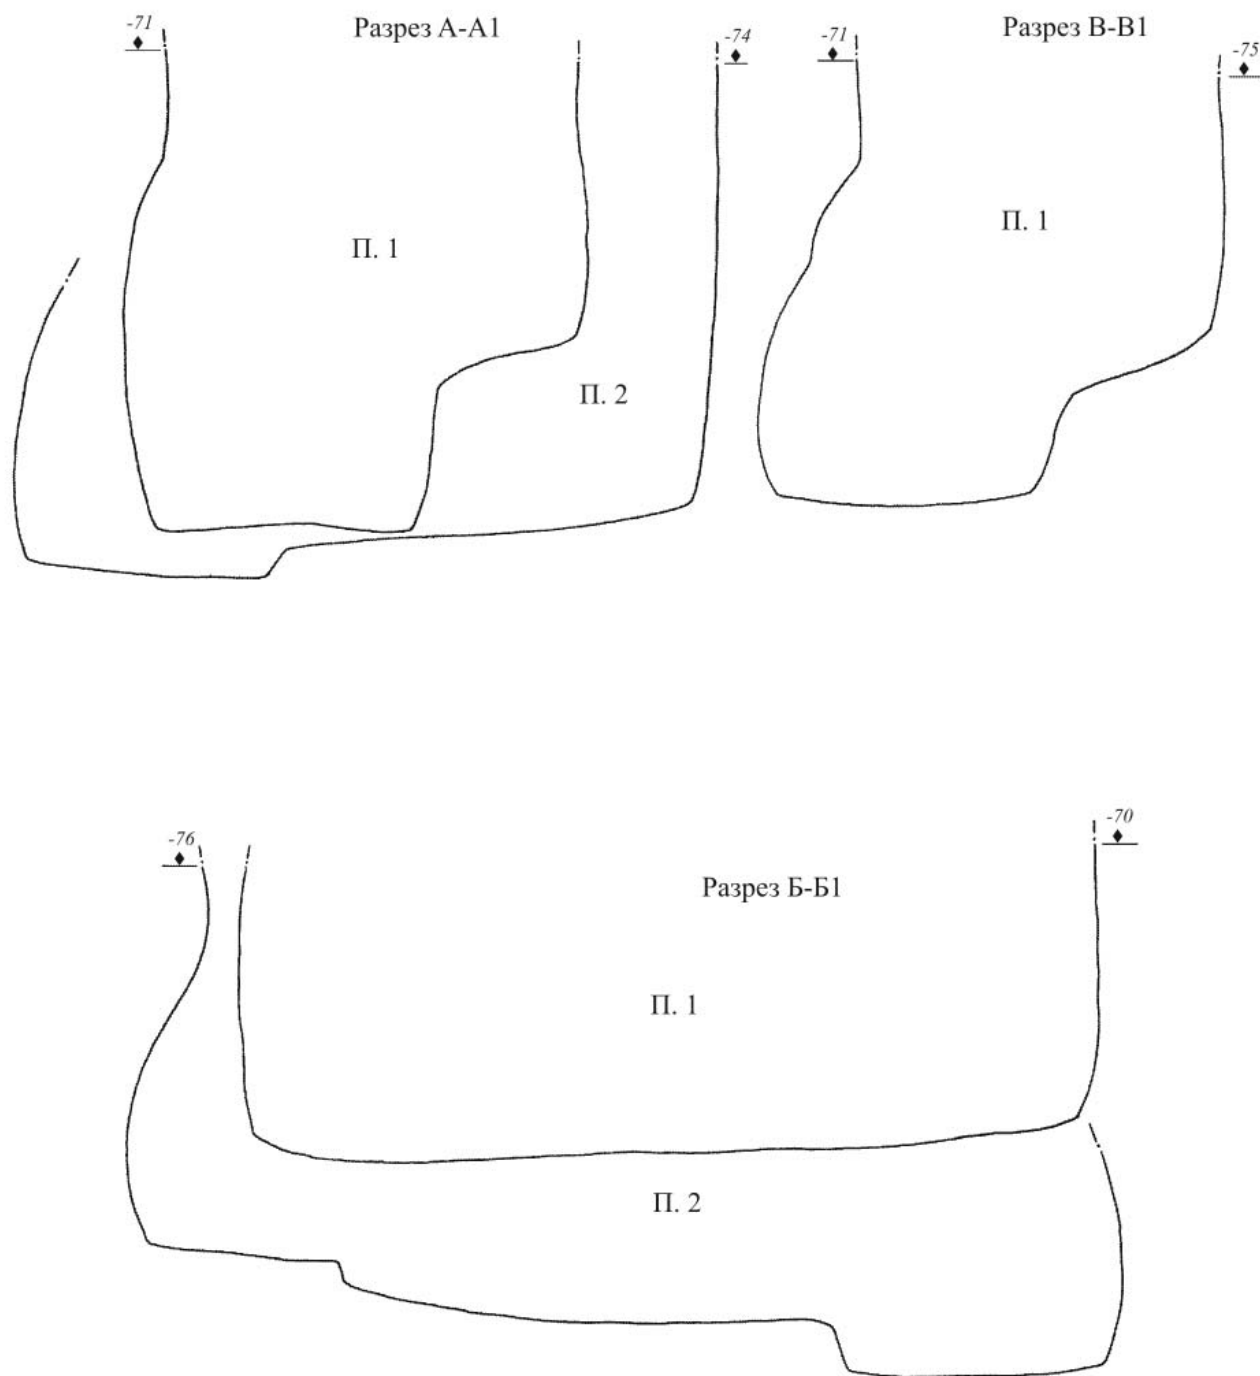 Разрез А-А1
Разрез В-В1
-71
-74
-71
-75
П. 1
П. 1
П. 2
-76
-70
Разрез Б-Б1
П. 1
П. 2